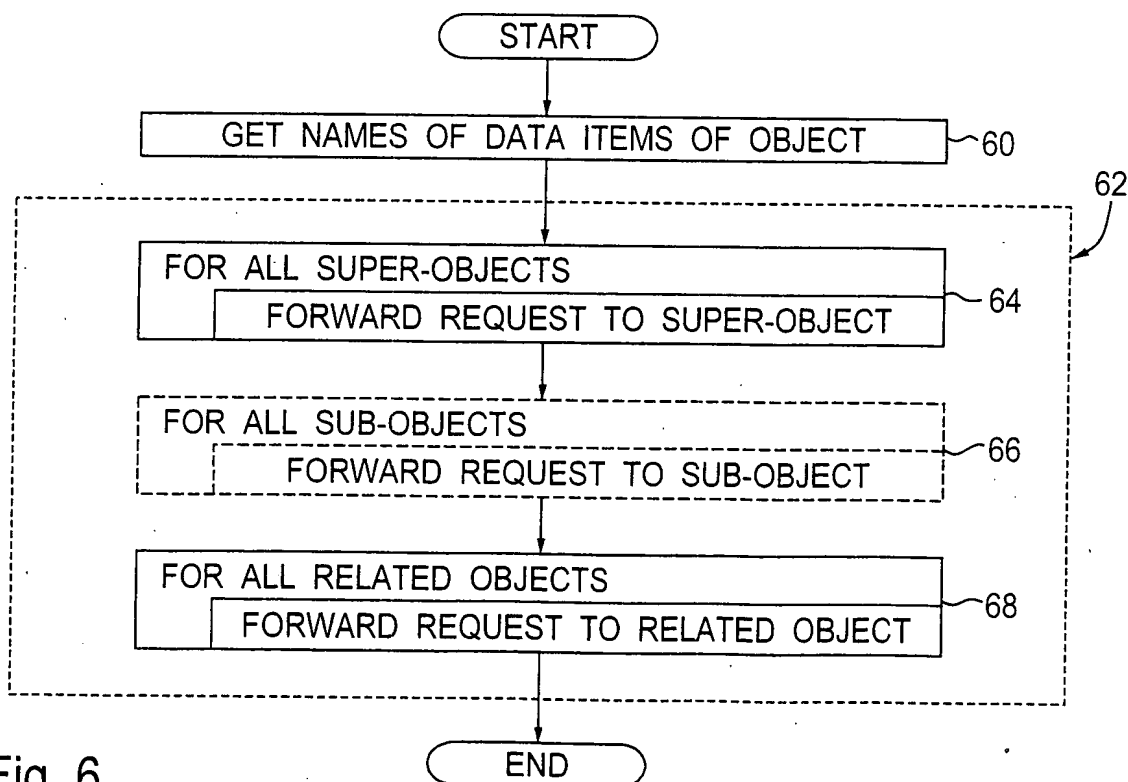 START
GET NAMES OF DATA ITEMS OF OBJECT
60
62
FOR ALL SUPER-OBJECTS
FORWARD REQUEST TO SUPER-OBJECT
64
FOR ALL SUB-OBJECTS
FORWARD REQUEST TO SUB-OBJECT
66
FOR ALL RELATED OBJECTS
FORWARD REQUEST TO RELATED OBJECT
68
END
Fig. 6